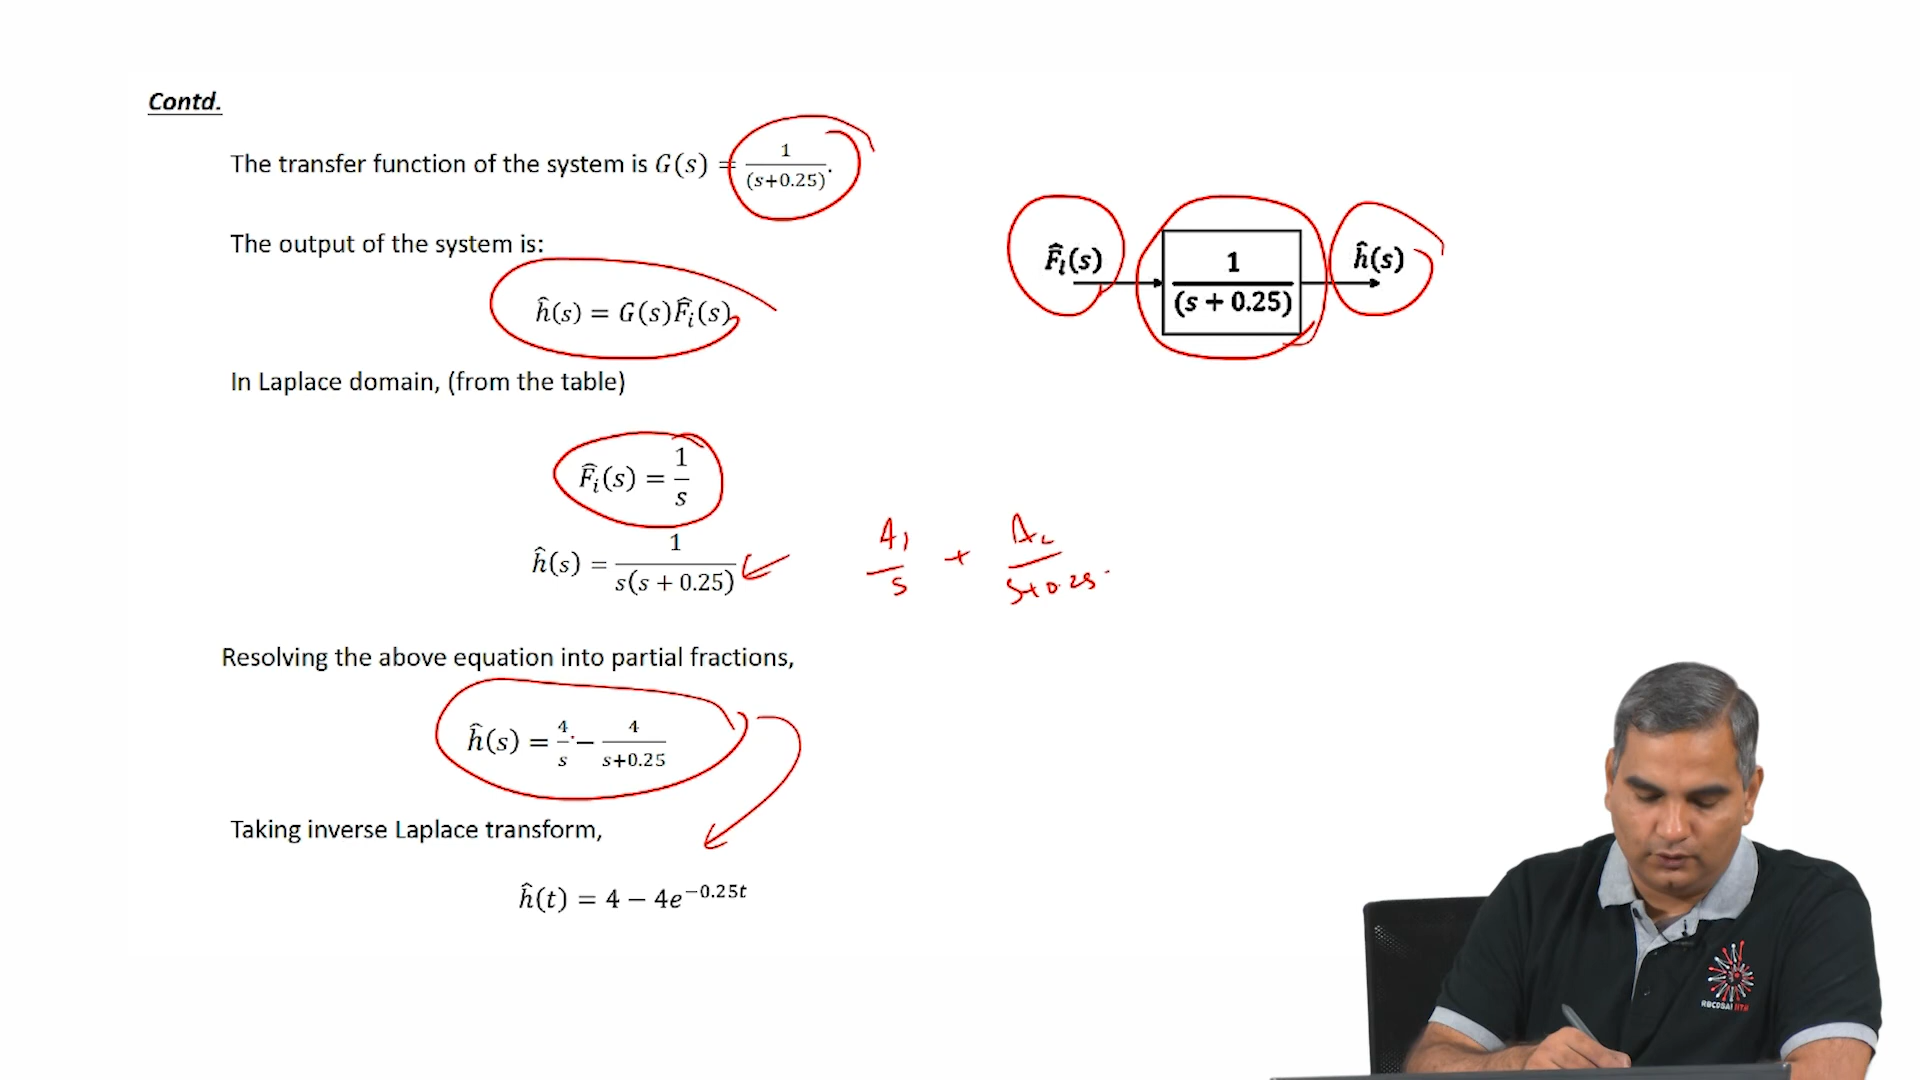 Contd.
The transfer function of the system is G(s) = 1/(s+0.25).
The output of the system is:
ĥ(s) = G(s)F̂ᵢ(s)
F̂ᵢ(s)
1/(s + 0.25)
ĥ(s)
In Laplace domain, (from the table)
F̂ᵢ(s) = 1/s
ĥ(s) = 1/(s(s + 0.25))
A₁/s + A₂/(s+0.25)
Resolving the above equation into partial fractions,
ĥ(s) = 4/s − 4/(s+0.25)
Taking inverse Laplace transform,
ĥ(t) = 4 − 4e^(−0.25t)
RBCDSAI IITM